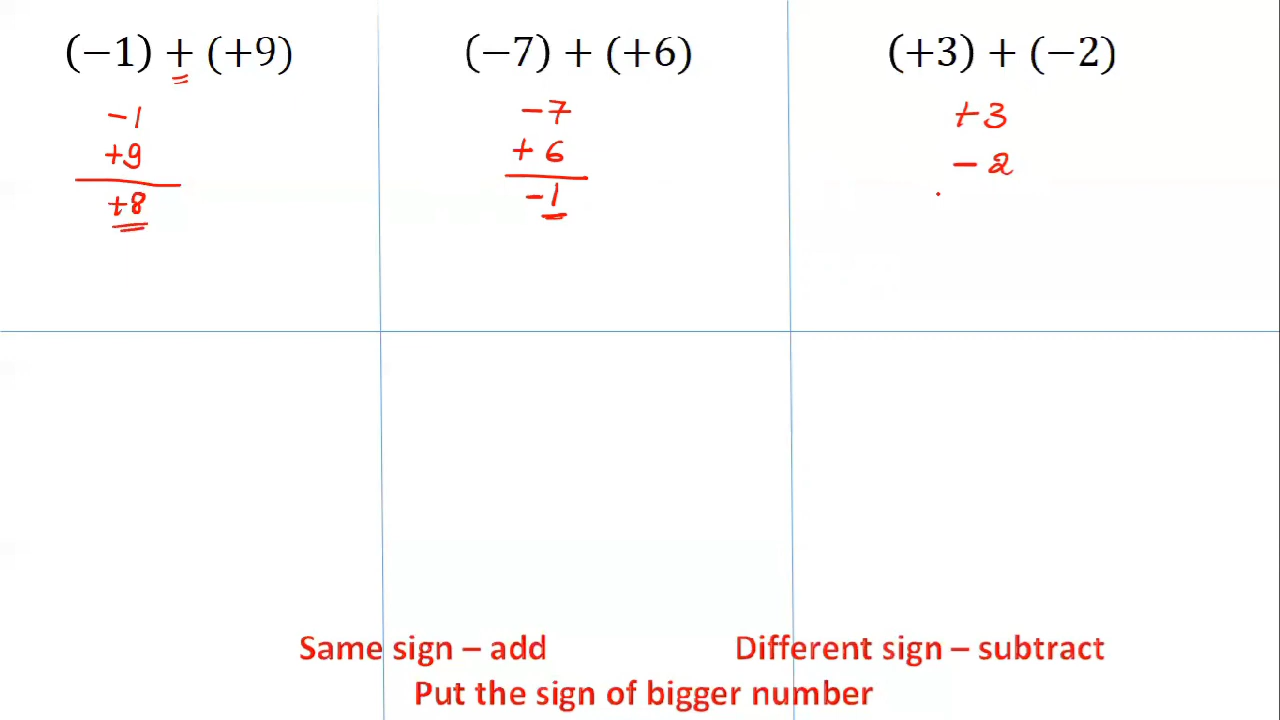 (−1) + (+9)
-1
+9
+8
(−7) + (+6)
-7
+6
-1
(+3) + (−2)
+3
-2
Same sign – add
Different sign – subtract
Put the sign of bigger number